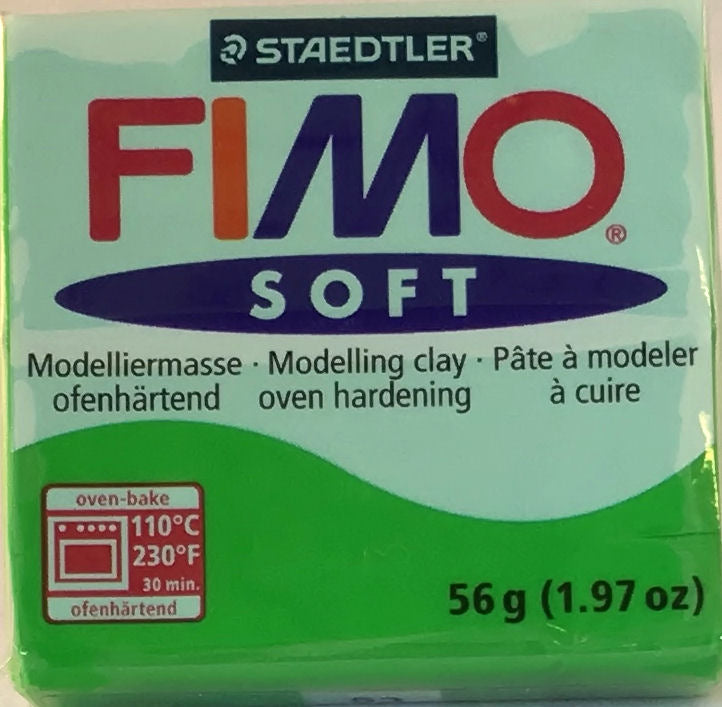 STAEDTLER®
FIMO®
SOFT
Modelliermasse · Modelling clay · Pâte à modeler
ofenhärtend oven hardening à cuire
oven-bake
110°C
230°F
30 min.
ofenhärtend
56 g (1.97 oz)